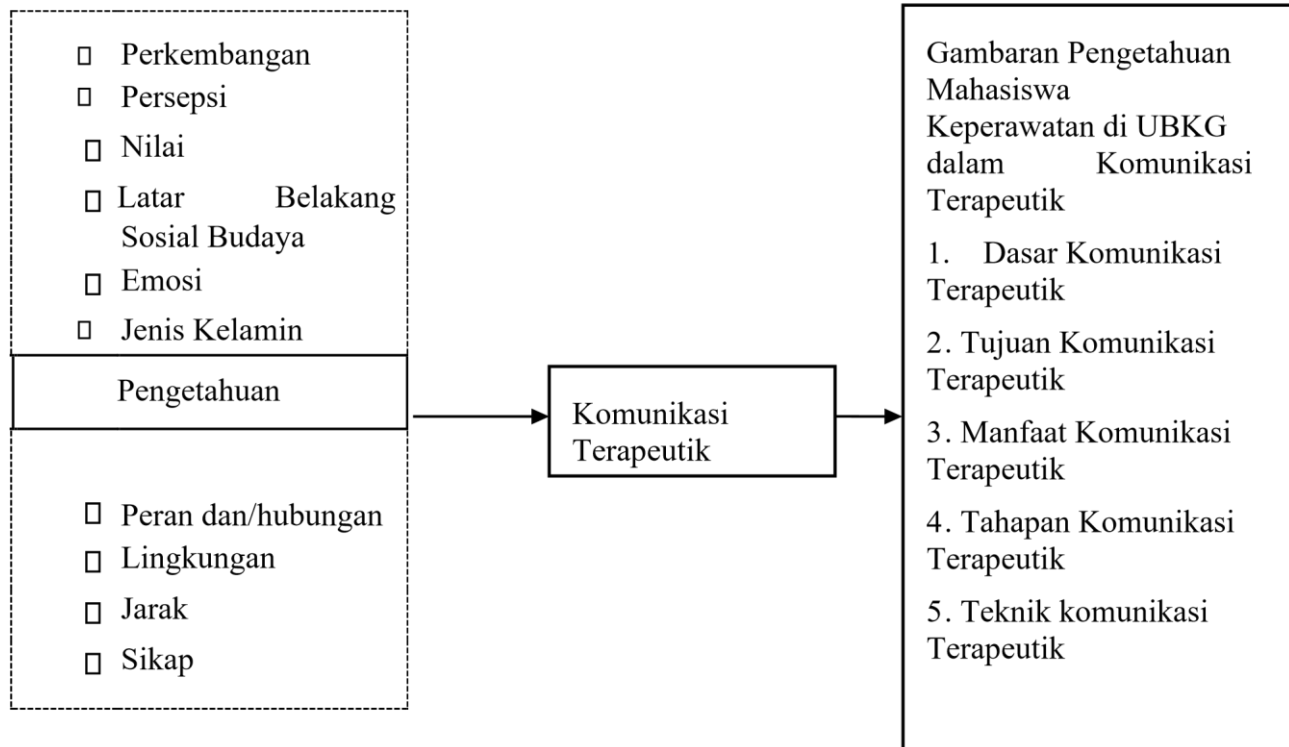 Perkembangan
Persepsi
Nilai
Latar Belakang
Sosial Budaya
Emosi
Jenis Kelamin
Pengetahuan
Peran dan/hubungan
Lingkungan
Jarak
Sikap
Komunikasi
Terapeutik
Gambaran Pengetahuan
Mahasiswa
Keperawatan di UBKG
dalam Komunikasi
Terapeutik
1. Dasar Komunikasi
Terapeutik
2. Tujuan Komunikasi
Terapeutik
3. Manfaat Komunikasi
Terapeutik
4. Tahapan Komunikasi
Terapeutik
5. Teknik komunikasi
Terapeutik